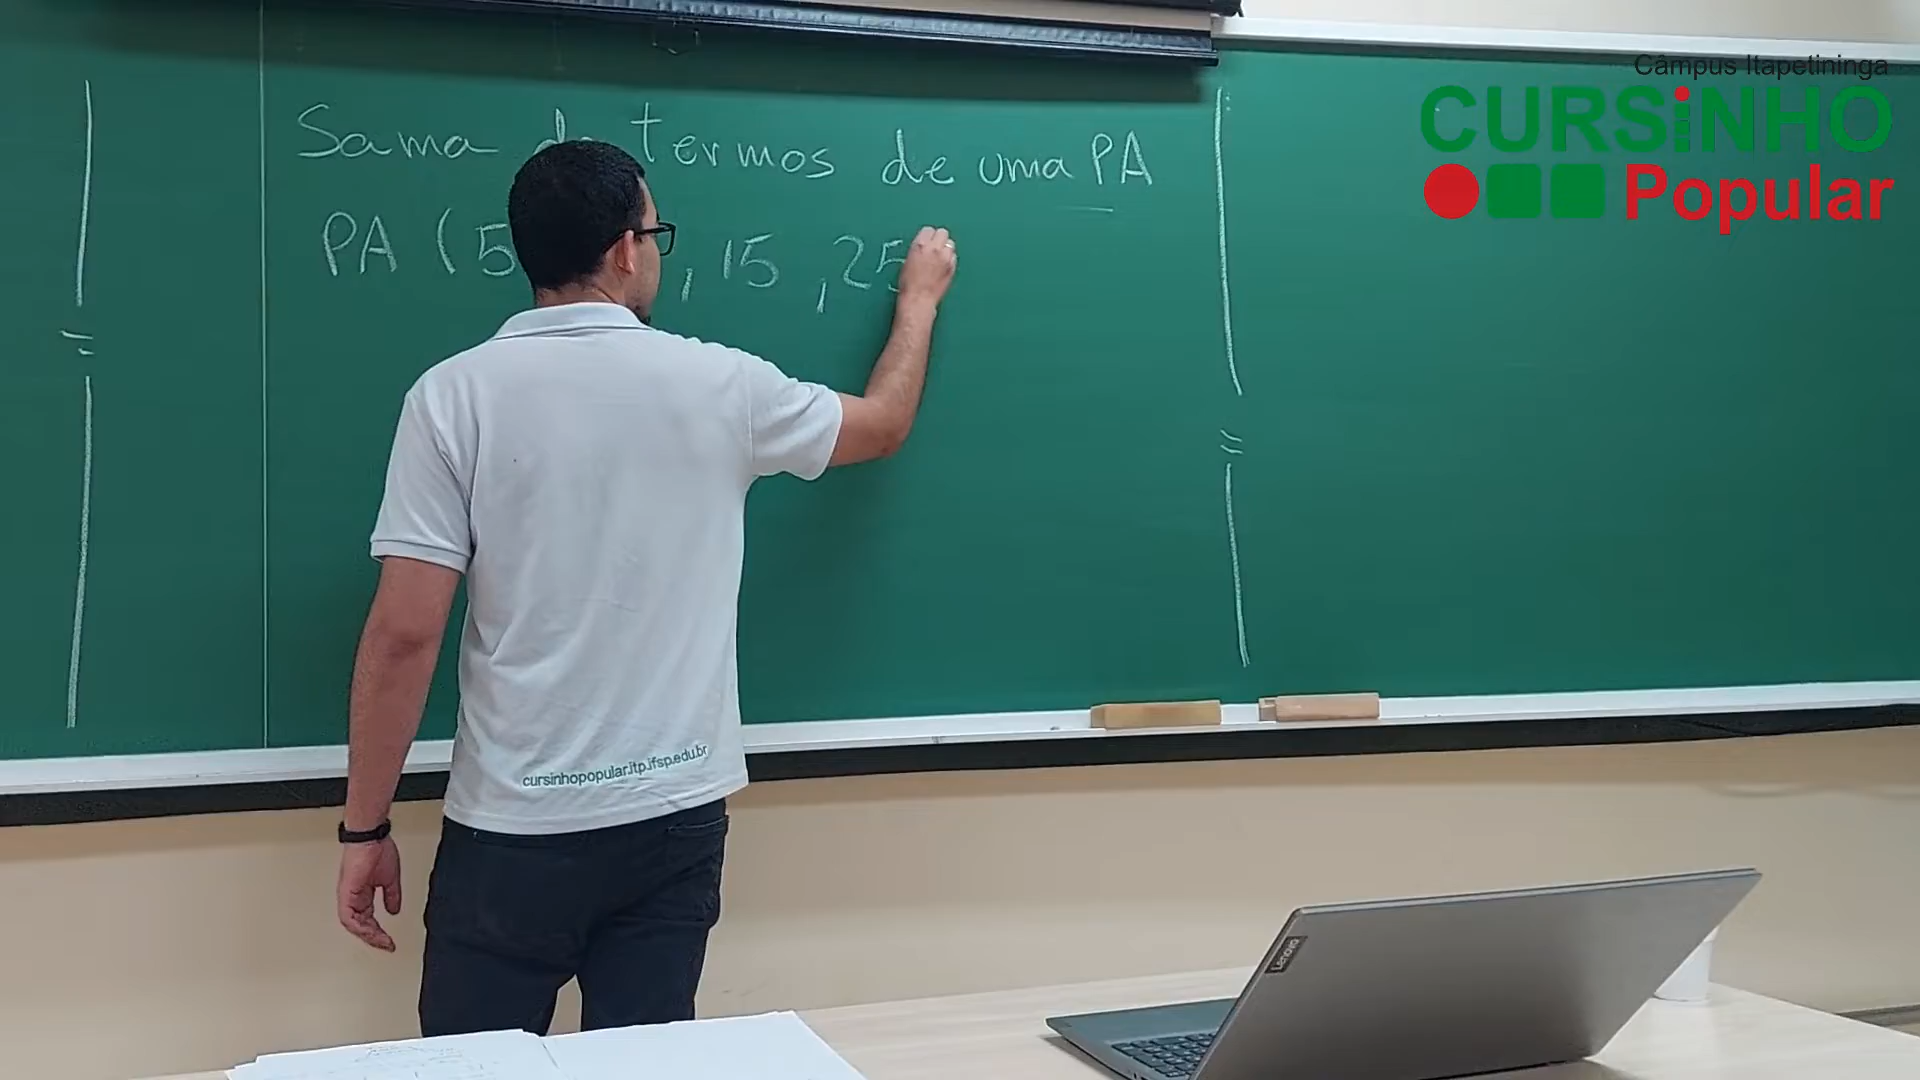 Câmpus Itapetininga
CURSiNHO
Popular
Soma de termos de uma PA
PA (5 , 15 , 25
cursinhopopular.itp.ifsp.edu.br
Lenovo